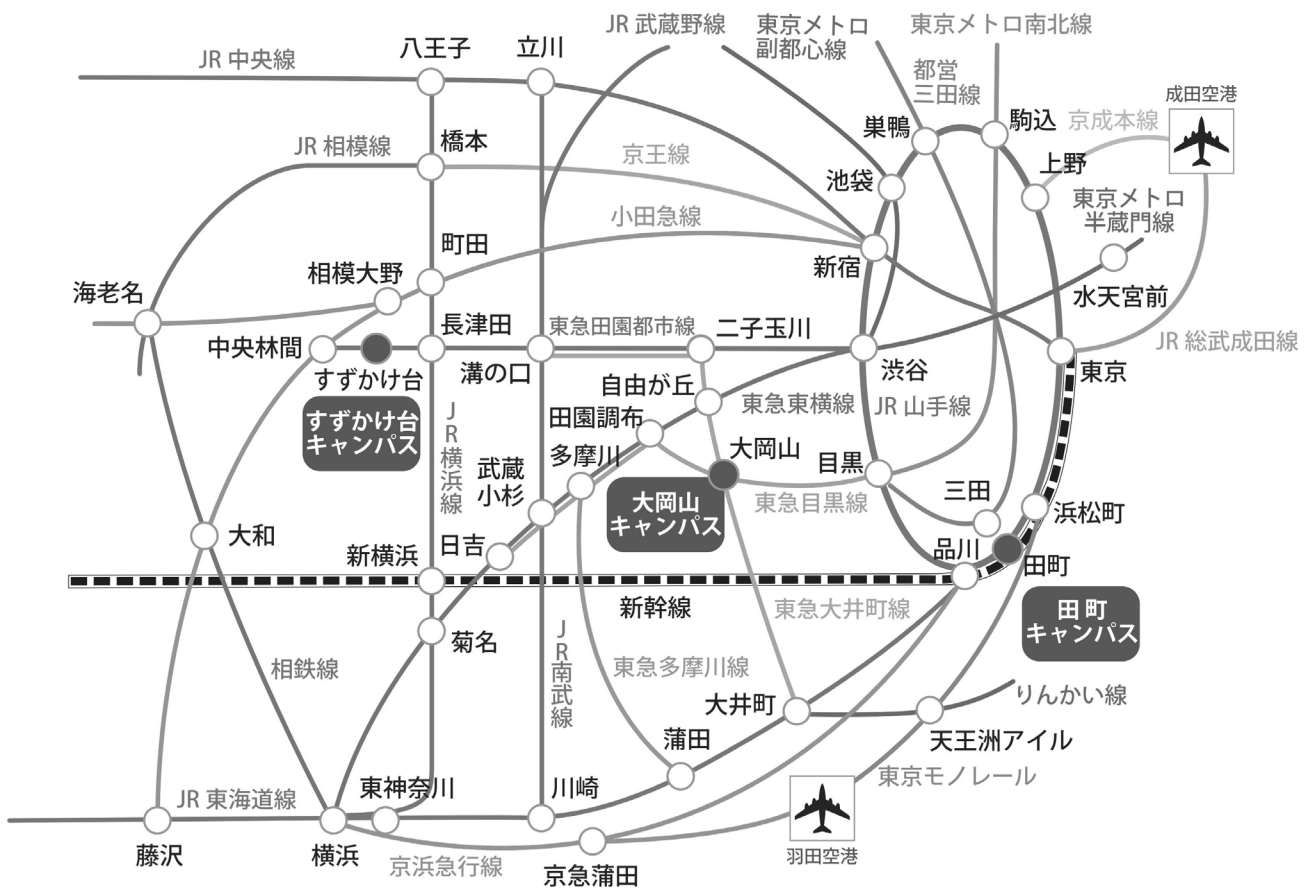 JR 武蔵野線
東京メトロ
副都心線
東京メトロ南北線
JR 中央線
八王子
立川
都営
三田線
成田空港
巣鴨
駒込
京成本線
JR 相模線
橋本
京王線
池袋
上野
東京メトロ
半蔵門線
小田急線
町田
相模大野
新宿
水天宮前
海老名
中央林間
長津田
東急田園都市線
二子玉川
JR 総武成田線
すずかけ台
溝の口
渋谷
東京
すずかけ台
キャンパス
自由が丘
東急東横線
JR 山手線
田園調布
JR横浜線
多摩川
大岡山
目黒
武蔵
小杉
大岡山
キャンパス
東急目黒線
三田
浜松町
大和
新横浜
日吉
品川
田町
新幹線
東急大井町線
田 町
キャンパス
菊名
相鉄線
JR南武線
東急多摩川線
大井町
りんかい線
蒲田
天王洲アイル
東京モノレール
JR 東海道線
東神奈川
川崎
藤沢
横浜
京浜急行線
京急蒲田
羽田空港